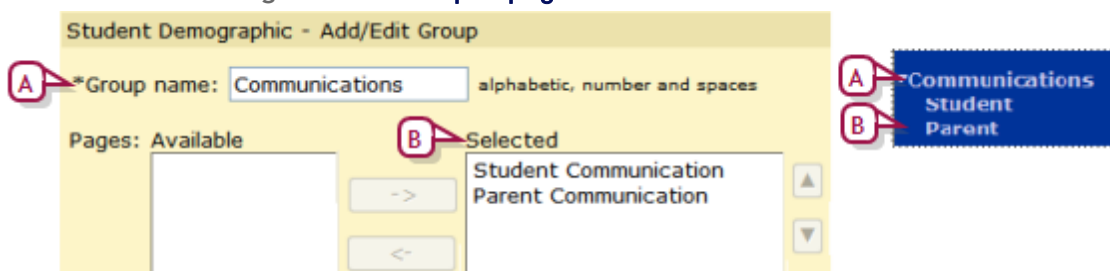 Student Demographic - Add/Edit Group
A *Group name: Communications alphabetic, number and spaces
Pages: Available B Selected
Student Communication
Parent Communication
->
<-
A *Communications
Student
B Parent